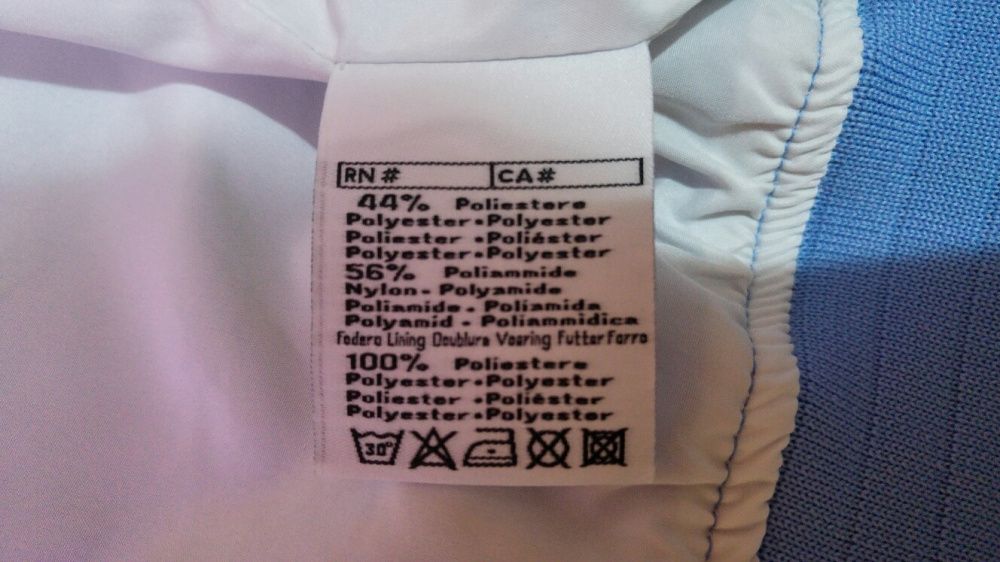 RN # CA #
44% Poliestere
Polyester•Polyester
Poliester •Poliéster
Polyester•Polyester
56% Poliammide
Nylon- Polyamide
Poliamide - Poliamida
Polyamid - Poliammidica
Fodera Lining Doublure Voering Futter Forro
100% Poliestere
Polyester•Polyester
Poliester •Poliéster
Polyester•Polyester
30°